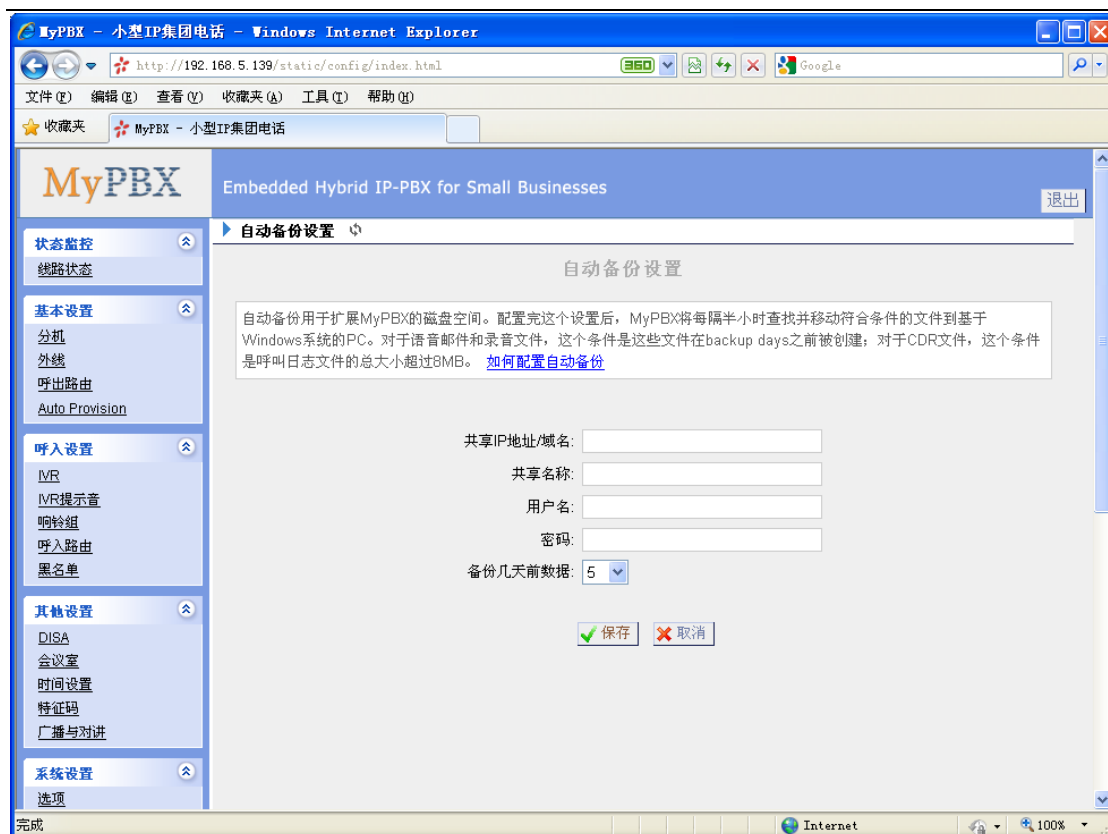 MyPBX - 小型IP集团电话 - Windows Internet Explorer
http://192.168.5.139/static/config/index.html
360
Google
文件(F) 编辑(E) 查看(V) 收藏夹(A) 工具(T) 帮助(H)
收藏夹
MyPBX - 小型IP集团电话
MyPBX
Embedded Hybrid IP-PBX for Small Businesses
退出
状态监控
线路状态
基本设置
分机
外线
呼出路由
Auto Provision
呼入设置
IVR
IVR提示音
响铃组
呼入路由
黑名单
其他设置
DISA
会议室
时间设置
特征码
广播与对讲
系统设置
选项
自动备份设置
自动备份设置
自动备份用于扩展MyPBX的磁盘空间。配置完这个设置后，MyPBX将每隔半小时查找并移动符合条件的文件到基于
Windows系统的PC。对于语音邮件和录音文件，这个条件是这些文件在backup days之前被创建；对于CDR文件，这个条件
是呼叫日志文件的总大小超过8MB。 如何配置自动备份
共享IP地址/域名:
共享名称:
用户名:
密码:
备份几天前数据: 5
保存 取消
完成
Internet
100%